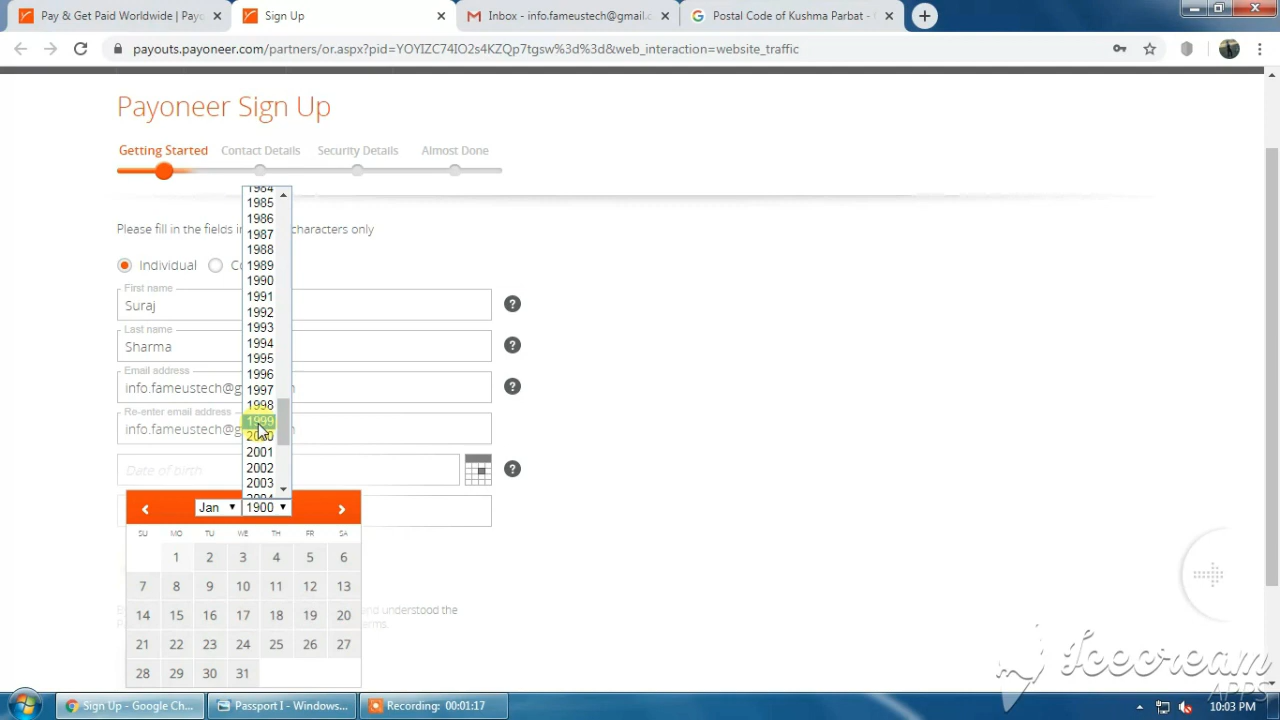 Pay & Get Paid Worldwide | Payo
Sign Up
Inbox - info.fameustech@gmail.c
Postal Code of Kushma Parbat -
payouts.payoneer.com/partners/or.aspx?pid=YOYIZC74IO2s4KZQp7tgsw%3d%3d&web_interaction=website_traffic
Payoneer Sign Up
Getting Started
Contact Details
Security Details
Almost Done
1984
1985
1986
1987
1988
1989
1990
1991
1992
1993
1994
1995
1996
1997
1998
1999
2000
2001
2002
2003
2004
Please fill in the fields in characters only
Individual
First name
Suraj
Last name
Sharma
Email address
info.fameustech@g
Re-enter email address
info.fameustech@g
Date of birth
Jan 1900
SU MO TU WE TH FR SA
1 2 3 4 5 6
7 8 9 10 11 12 13
14 15 16 17 18 19 20
21 22 23 24 25 26 27
28 29 30 31
and understood the
Icecream
APPS
Sign Up - Google Ch...
Passport I - Windows...
Recording: 00:01:17
10:03 PM